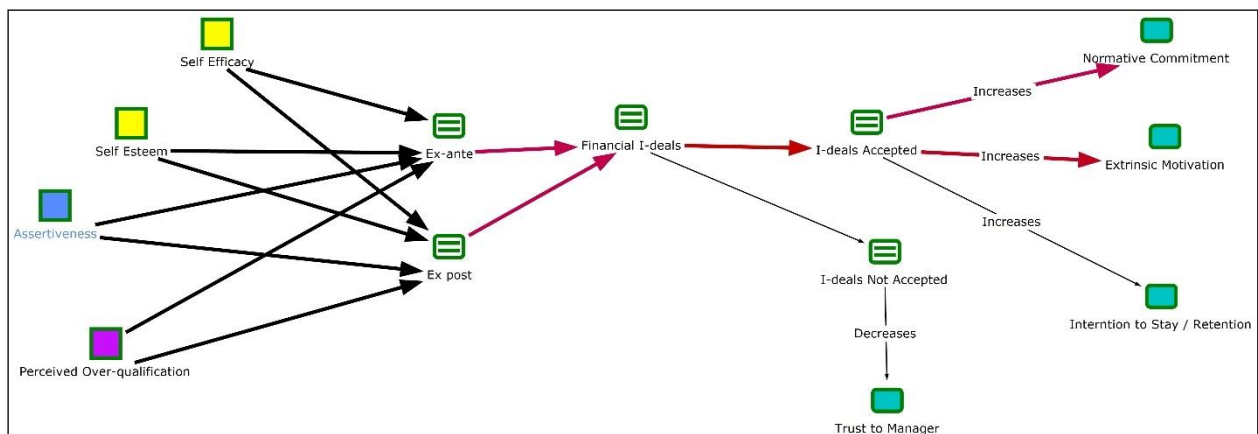 Self Efficacy
Normative Commitment
Increases
Self Esteem
Ex-ante
Financial I-deals
I-deals Accepted
Increases
Extrinsic Motivation
Assertiveness
Increases
Ex post
I-deals Not Accepted
Interntion to Stay / Retention
Decreases
Perceived Over-qualification
Trust to Manager